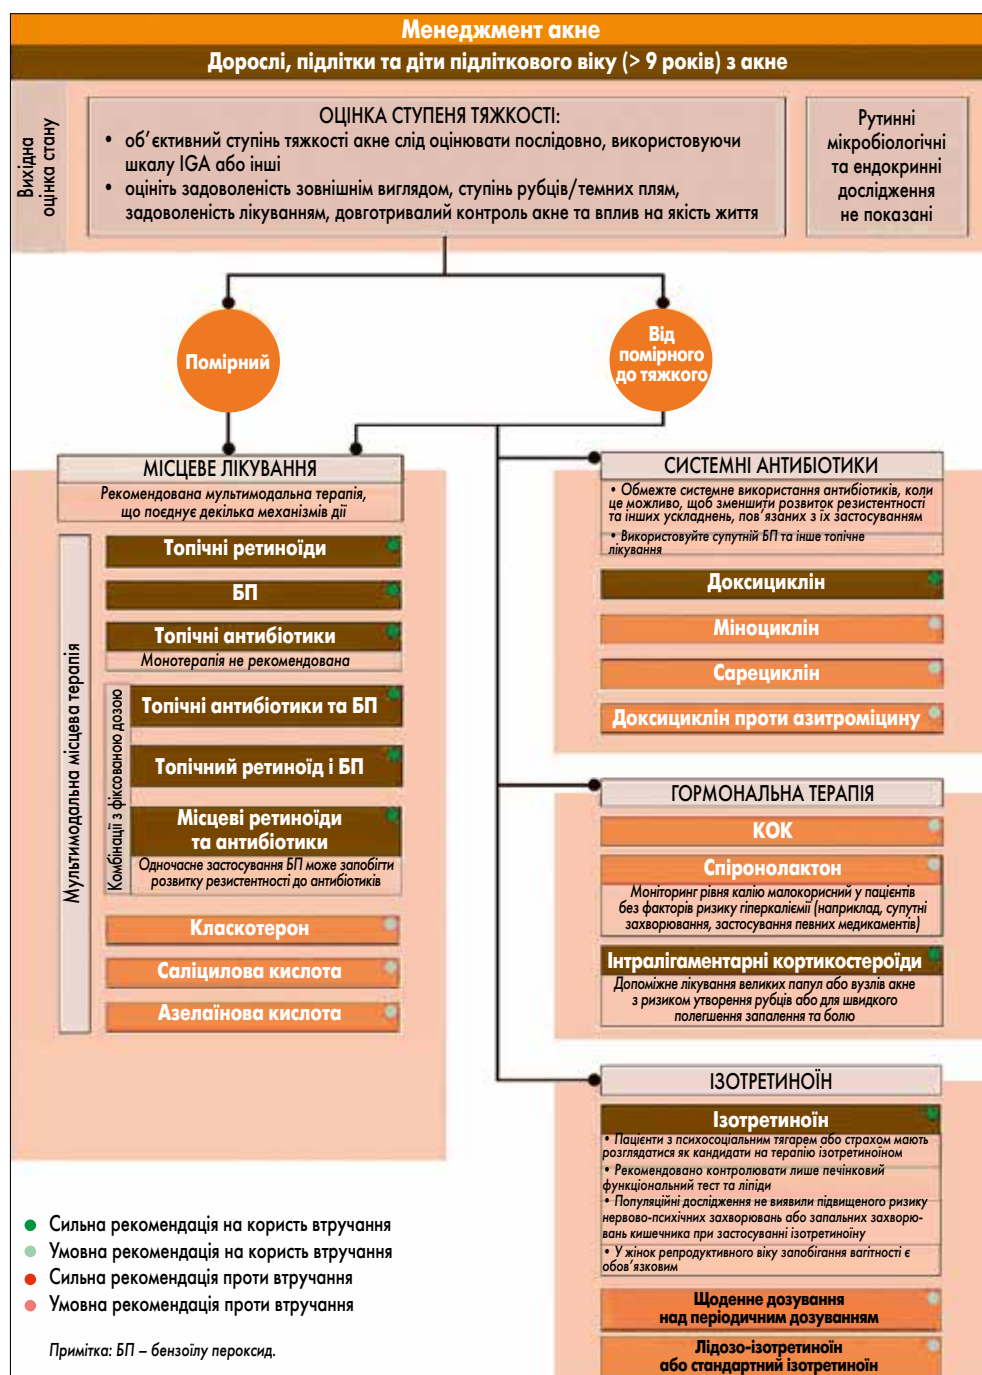 Менеджмент акне
Дорослі, підлітки та діти підліткового віку (> 9 років) з акне
Вихідна
оцінка стану
ОЦІНКА СТУПЕНЯ ТЯЖКОСТІ:
• об’єктивний ступінь тяжкості акне слід оцінювати послідовно, використовуючи
шкалу IGA або інші
• оцініть задоволеність зовнішнім виглядом, ступінь рубців/темних плям,
задоволеність лікуванням, довготривалий контроль акне та вплив на якість життя
Рутинні
мікробіологічні
та ендокринні
дослідження
не показані
Помірний
Від
помірного
до тяжкого
МІСЦЕВЕ ЛІКУВАННЯ
Рекомендована мультимодальна терапія,
що поєднує декілька механізмів дії
Мультимодальна місцева терапія
Топічні ретиноїди
БП
Топічні антибіотики
Монотерапія не рекомендована
Комбінації з фіксованою дозою
Топічні антибіотики та БП
Топічний ретиноїд і БП
Місцеві ретиноїди
та антибіотики
Одночасне застосування БП може запобігти
розвитку резистентності до антибіотиків
Класкотерон
Саліцилова кислота
Азелаїнова кислота
СИСТЕМНІ АНТИБІОТИКИ
• Обмежте системне використання антибіотиків, коли
це можливо, щоб зменшити розвиток резистентності
та інших ускладнень, пов’язаних з їх застосуванням
• Використовуйте супутній БП та інше топічне
лікування
Доксициклін
Міноциклін
Сарециклін
Доксициклін проти азитроміцину
ГОРМОНАЛЬНА ТЕРАПІЯ
КОК
Спіронолактон
Моніторинг рівня калію малокорисний у пацієнтів
без факторів ризику гіперкаліємії (наприклад, супутні
захворювання, застосування певних медикаментів)
Інтралігаментарні кортикостероїди
Допоміжне лікування великих папул або вузлів акне
з ризиком утворення рубців або для швидкого
полегшення запалення та болю
ІЗОТРЕТИНОЇН
Ізотретиноїн
• Пацієнти з психосоціальним тягарем або страхом мають
розглядатися як кандидати на терапію ізотретиноїном
• Рекомендовано контролювати лише печінковий
функціональний тест та ліпіди
• Популяційні дослідження не виявили підвищеного ризику
нервово-психічних захворювань або запальних захворю-
вань кишечника при застосуванні ізотретиноїну
• У жінок репродуктивного віку запобігання вагітності є
обов’язковим
Щоденне дозування
над періодичним дозуванням
Лідозо-ізотретиноїн
або стандартний ізотретиноїн
Сильна рекомендація на користь втручання
Умовна рекомендація на користь втручання
Сильна рекомендація проти втручання
Умовна рекомендація проти втручання
Примітка: БП – бензоїлу пероксид.